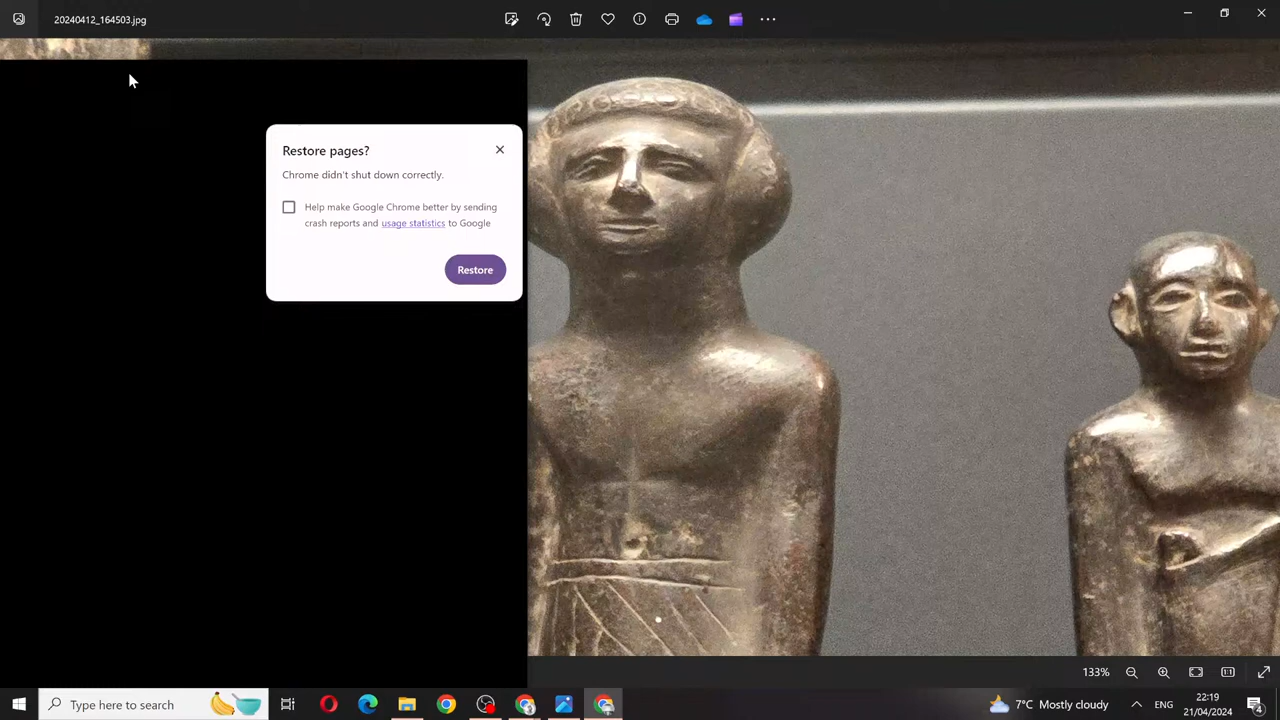 20240412_164503.jpg
Restore pages?
Chrome didn't shut down correctly.
Help make Google Chrome better by sending
crash reports and usage statistics to Google
Restore
133%
Type here to search
7°C Mostly cloudy
ENG
22:19
21/04/2024
4